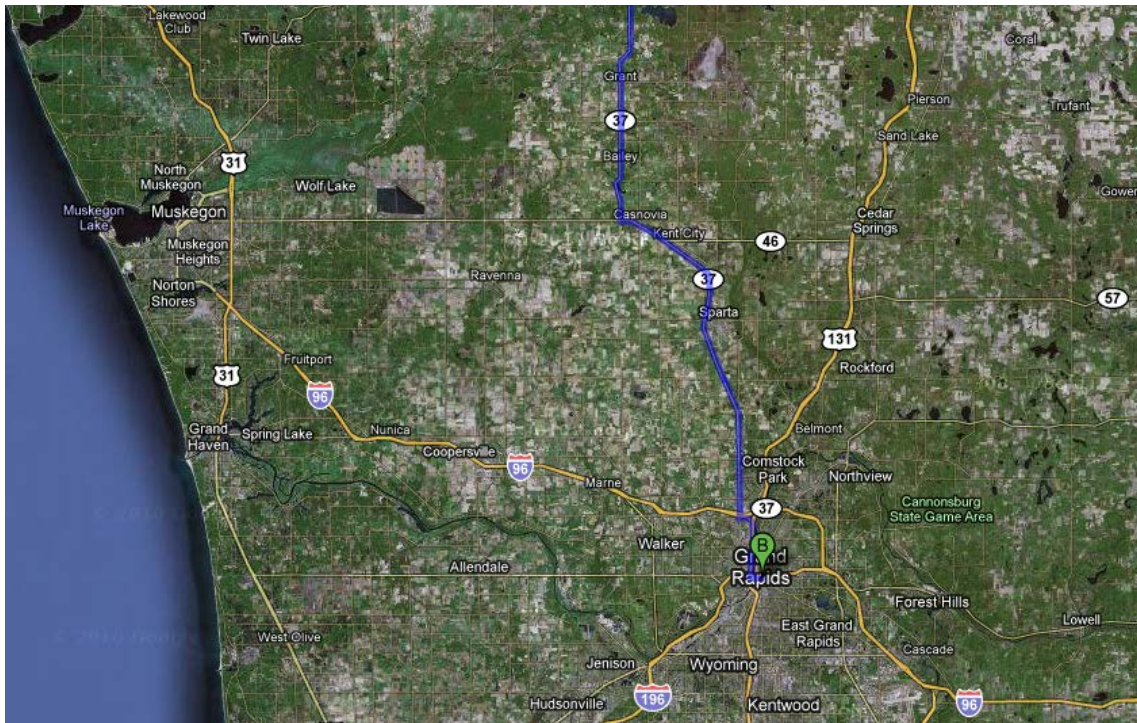 Lakewood
Club
Twin Lake
Coral
Grant
Pierson
Trufant
37
Sand Lake
31
Bailey
North
Muskegon
Wolf Lake
Gower
Muskegon
Lake
Muskegon
Casnovia
Cedar
Springs
Kent City
46
Muskegon
Heights
Ravenna
37
Norton
Shores
57
Sparta
131
Fruitport
Rockford
31
96
Grand
Haven
Spring Lake
Nunica
Belmont
Coopersville
96
Comstock
Park
Marne
Northview
37
Cannonsburg
State Game Area
Walker
B
Grand
Rapids
Allendale
Forest Hills
Lowell
West Olive
East Grand
Rapids
Cascade
Jenison
Wyoming
196
Hudsonville
Kentwood
96